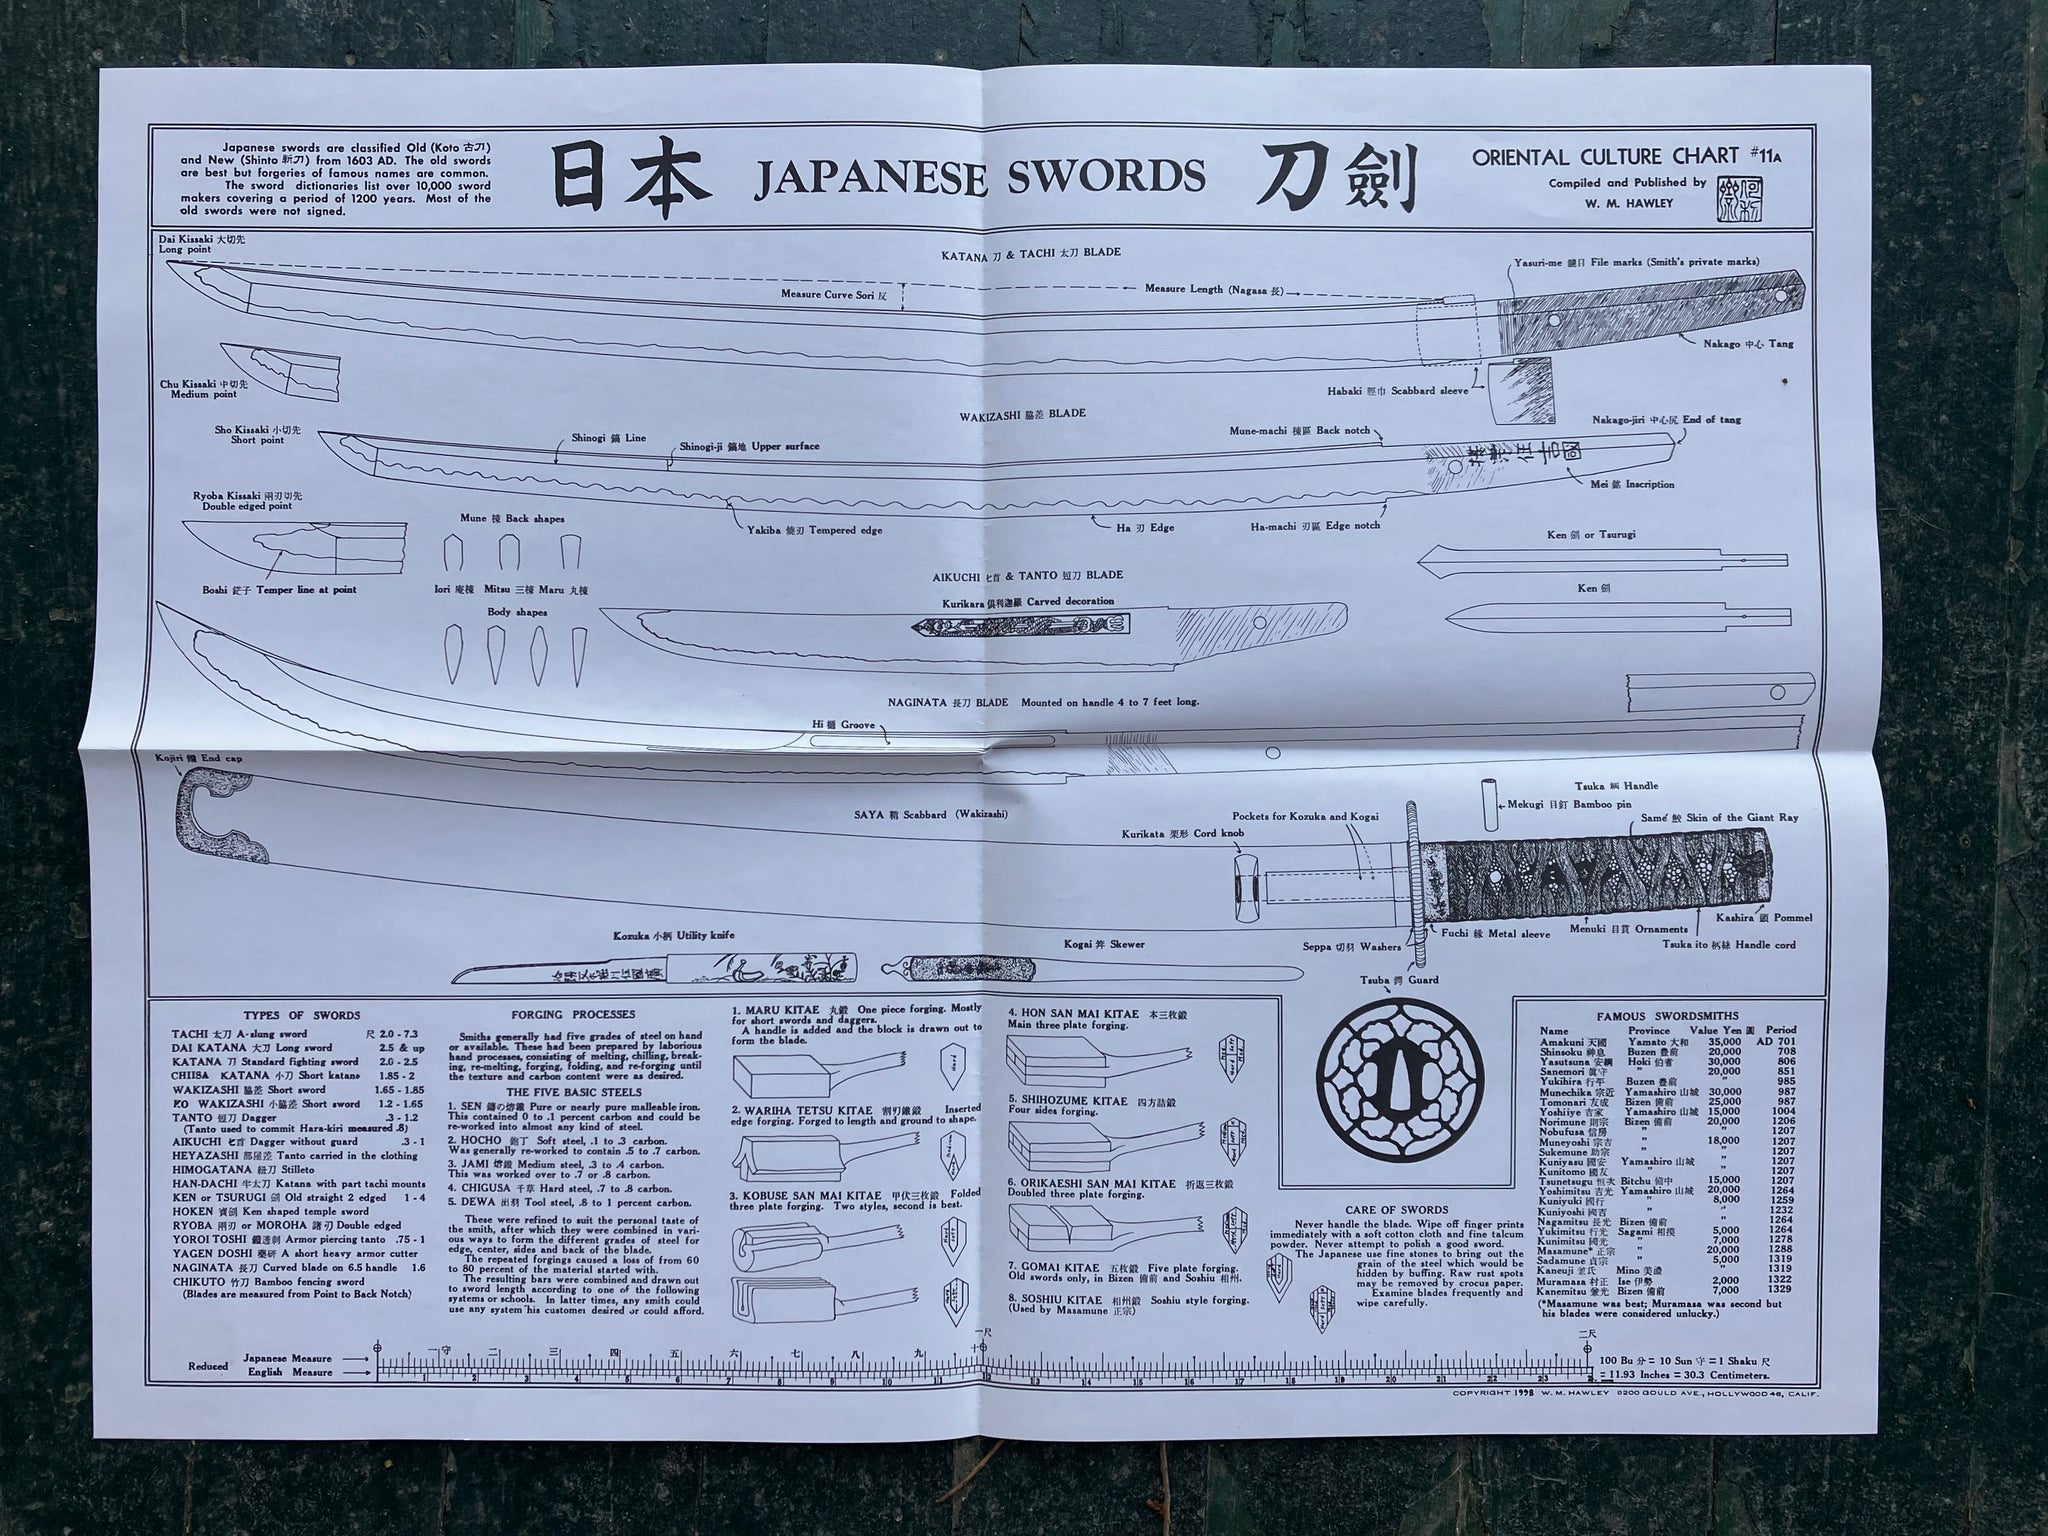 Japanese swords are classified Old (Koto 古刀)
and New (Shinto 新刀) from 1603 AD. The old swords
are best but forgeries of famous names are common.
The sword dictionaries list over 10,000 sword
makers covering a period of 1200 years. Most of the
old swords were not signed.
日本 JAPANESE SWORDS 刀劍
ORIENTAL CULTURE CHART #11A
Compiled and Published by
W. M. HAWLEY
Dai Kissaki 大切先
Long point
KATANA 刀 & TACHI 太刀 BLADE
Measure Curve Sori 反
Measure Length (Nagasa 長)
Yasuri-me 鑢目 File marks (Smith's private marks)
Nakago 中心 Tang
Habaki 脛巾 Scabbard sleeve
Chu Kissaki 中切先
Medium point
WAKIZASHI 脇差 BLADE
Sho Kissaki 小切先
Short point
Shinogi 鎬 Line
Shinogi-ji 鎬地 Upper surface
Mune-machi 棟區 Back notch
Nakago-jiri 中心尻 End of tang
Mei 銘 Inscription
Yakiba 燒刃 Tempered edge
Ha 刃 Edge
Ha-machi 刃區 Edge notch
Ryoba Kissaki 兩刃切先
Double edged point
Boshi 鋩子 Temper line at point
Mune 棟 Back shapes
Iori 庵棟 Mitsu 三棟 Maru 丸棟
Body shapes
AIKUCHI 匕首 & TANTO 短刀 BLADE
Kurikara 倶利迦羅 Carved decoration
Ken 劍 or Tsurugi
Ken 劍
NAGINATA 長刀 BLADE Mounted on handle 4 to 7 feet long.
Hi 樋 Groove
Kojiri 鐺 End cap
SAYA 鞘 Scabbard (Wakizashi)
Kurikata 栗形 Cord knob
Pockets for Kozuka and Kogai
Mekugi 目釘 Bamboo pin
Tsuka 柄 Handle
Samé 鮫 Skin of the Giant Ray
Kashira 頭 Pommel
Tsuka ito 柄絲 Handle cord
Menuki 目貫 Ornaments
Fuchi 縁 Metal sleeve
Seppa 切羽 Washers
Tsuba 鍔 Guard
Kozuka 小柄 Utility knife
Kogai 笄 Skewer
TYPES OF SWORDS
TACHI 太刀 A-slung sword 尺 2.0 - 7.3
DAI KATANA 大刀 Long sword 2.5 & up
KATANA 刀 Standard fighting sword 2.0 - 2.5
CHIISA KATANA 小刀 Short katana 1.85 - 2
WAKIZASHI 脇差 Short sword 1.65 - 1.85
KO WAKIZASHI 小脇差 Short sword 1.2 - 1.65
TANTO 短刀 Dagger .3 - 1.2
(Tanto used to commit Hara-kiri measured .8)
AIKUCHI 匕首 Dagger without guard .3 - 1
HEYAZASHI 部屋差 Tanto carried in the clothing
HIMOGATANA 紐刀 Stilleto
HAN-DACHI 半太刀 Katana with part tachi mounts
KEN or TSURUGI 劍 Old straight 2 edged 1 - 4
HOKEN 寶劍 Ken shaped temple sword
RYOBA 兩刃 or MOROHA 諸刃 Double edged
YOROI TOSHI 鎧透刺 Armor piercing tanto .75 - 1
YAGEN DOSHI 藥研 A short heavy armor cutter
NAGINATA 長刀 Curved blade on 6.5 handle 1.6
CHIKUTO 竹刀 Bamboo fencing sword
(Blades are measured from Point to Back Notch)
FORGING PROCESSES
Smiths generally had five grades of steel on hand
or available. These had been prepared by laborious
hand processes, consisting of melting, chilling, break-
ing, re-melting, forging, folding, and re-forging until
the texture and carbon content were as desired.
THE FIVE BASIC STEELS
1. SEN Pure or nearly pure malleable iron.
This contained 0 to .1 percent carbon and could be
re-worked into almost any kind of steel.
2. HOCHO 鉋丁 Soft steel, .1 to .3 carbon.
Was generally re-worked to contain .5 to .7 carbon.
3. JAMI Medium steel, .3 to .4 carbon.
This was worked over to .7 or .8 carbon.
4. CHIGUSA 千草 Hard steel, .7 to .8 carbon.
5. DEWA 出羽 Tool steel, .8 to 1 percent carbon.
These were refined to suit the personal taste of
the smith, after which they were combined in vari-
ous ways to form the different grades of steel for
edge, center, sides and back of the blade.
The repeated forgings caused a loss of from 60
to 80 percent of the material started with.
The resulting bars were combined and drawn out
to sword length according to one of the following
systems or schools. In latter times, any smith could
use any system his customer desired or could afford.
1. MARU KITAE 丸鍛 One piece forging. Mostly
for short swords and daggers.
A handle is added and the block is drawn out to
form the blade.
Hard
2. WARIHA TETSU KITAE 割刃鐵鍛 Inserted
edge forging. Forged to length and ground to shape.
3. KOBUSE SAN MAI KITAE 甲伏三枚鍛 Folded
three plate forging. Two styles, second is best.
4. HON SAN MAI KITAE 本三枚鍛
Main three plate forging.
5. SHIHOZUME KITAE 四方詰鍛
Four sides forging.
6. ORIKAESHI SAN MAI KITAE 折返三枚鍛
Doubled three plate forging.
7. GOMAI KITAE 五枚鍛 Five plate forging.
Old swords only, in Bizen 備前 and Soshiu 相州.
8. SOSHIU KITAE 相州鍛 Soshiu style forging.
(Used by Masamune 正宗)
CARE OF SWORDS
Never handle the blade. Wipe off finger prints
immediately with a soft cotton cloth and fine talcum
powder. Never attempt to polish a good sword.
The Japanese use fine stones to bring out the
grain of the steel which would be
hidden by buffing. Raw rust spots
may be removed by crocus paper.
Examine blades frequently and
wipe carefully.
FAMOUS SWORDSMITHS
Name Province Value Yen 圓 Period
Amakuni 天國 Yamato 大和 35,000 AD 701
Shinsoku 神息 Buzen 豊前 20,000 708
Yasutsuna 安綱 Hoki 伯耆 30,000 806
Sanemori 眞守 " 20,000 851
Yukihira 行平 Buzen 豊前 " 985
Munechika 宗近 Yamashiro 山城 30,000 987
Tomonari 友成 Bizen 備前 25,000 987
Yoshiiye 吉家 Yamashiro 山城 15,000 1004
Norimune 則宗 Bizen 備前 20,000 1206
Nobufusa 信房 " " 1207
Muneyoshi 宗吉 " 18,000 1207
Sukemune 助宗 " " 1207
Kuniyasu 國安 Yamashiro 山城 " 1207
Kunitomo 國友 " " 1207
Tsunetsugu 恒次 Bitchu 備中 15,000 1207
Yoshimitsu 吉光 Yamashiro 山城 20,000 1264
Kuniyuki 國行 " 8,000 1259
Kuniyoshi 國吉 " " 1232
Nagamitsu 長光 Bizen 備前 " 1264
Yukimitsu 行光 Sagami 相摸 5,000 1264
Kunimitsu 國光 " 7,000 1278
Masamune* 正宗 " 20,000 1288
Sadamune 貞宗 " 5,000 1319
Kaneuji 兼氏 Mino 美濃 " 1319
Muramasa 村正 Ise 伊勢 2,000 1322
Kanemitsu 兼光 Bizen 備前 7,000 1329
(*Masamune was best; Muramasa was second but
his blades were considered unlucky.)
Reduced
Japanese Measure
一寸 二 三 四 五 六 七 八 九 十 一尺 二尺
English Measure
1 2 3 4 5 6 7 8 9 10 11 12 13 14 15 16 17 18 19 20 21 22 23
100 Bu 分 = 10 Sun 寸 = 1 Shaku 尺
= 11.93 Inches = 30.3 Centimeters.
COPYRIGHT 1998 W. M. HAWLEY 8200 GOULD AVE., HOLLYWOOD 46, CALIF.